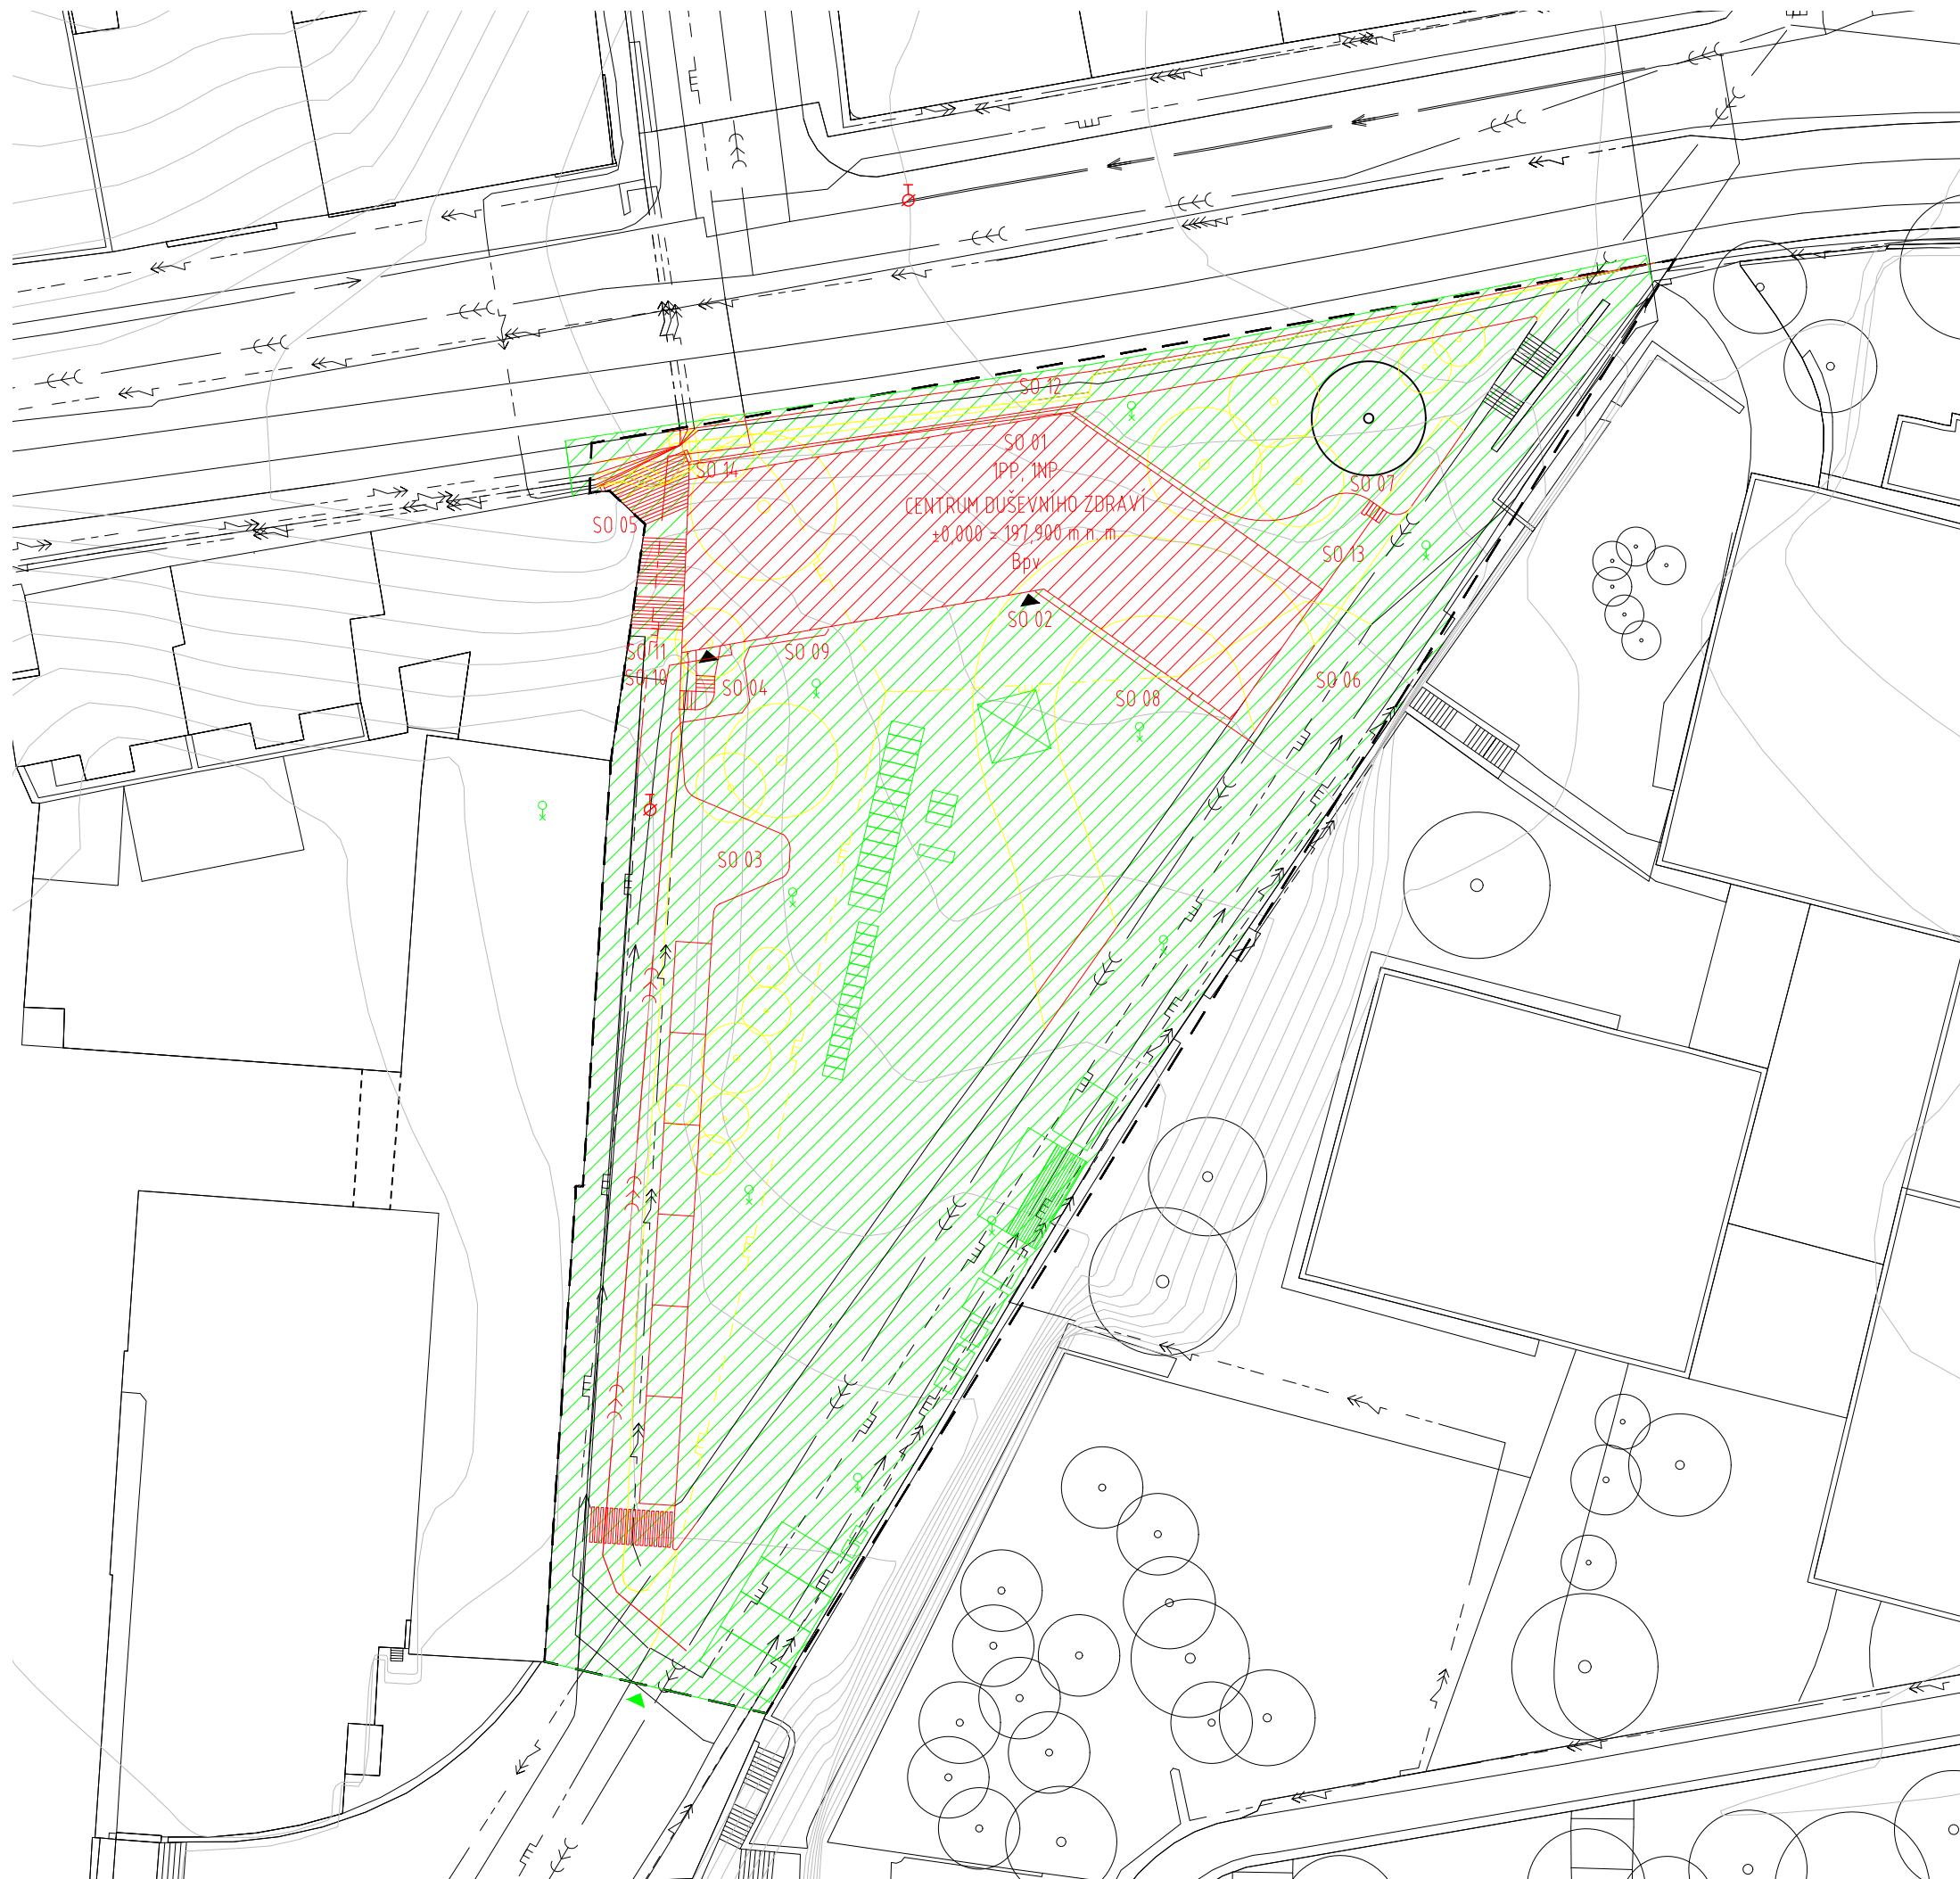 SO 12
SO 01
1PP, 1NP
CENTRUM DUŠEVNÍHO ZDRAVÍ
±0,000 = 197,900 m n. m.
Bpv
SO 14
SO 07
SO 05
SO 13
SO 02
SO 11
SO 09
SO 10
SO 04
SO 06
SO 08
SO 03